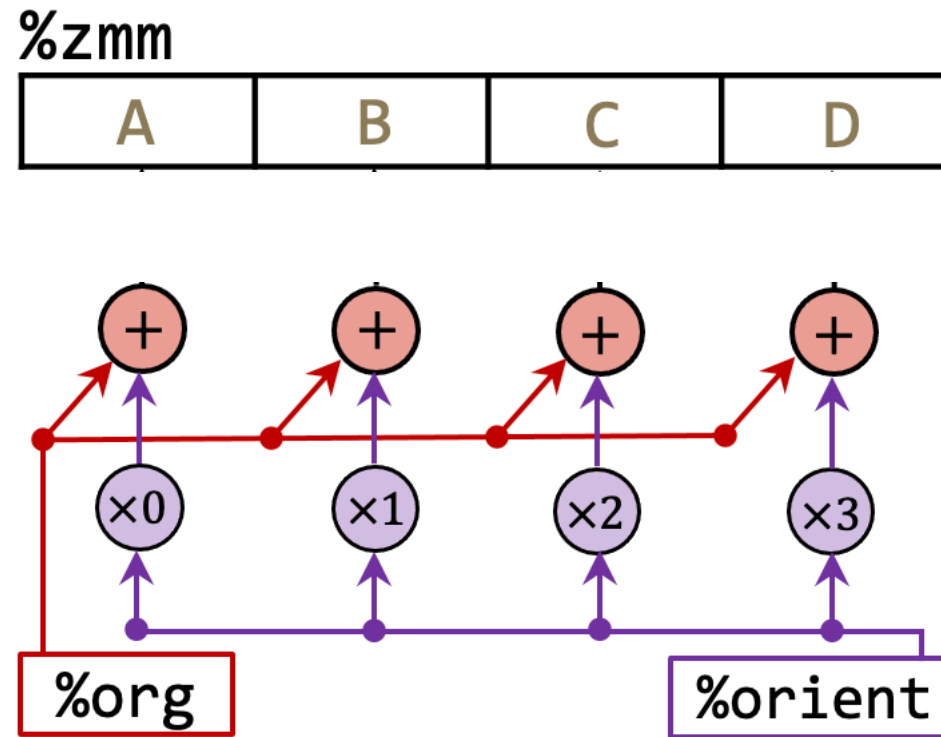 %zmm
A B C D
+ + + +
×0 ×1 ×2 ×3
%org %orient